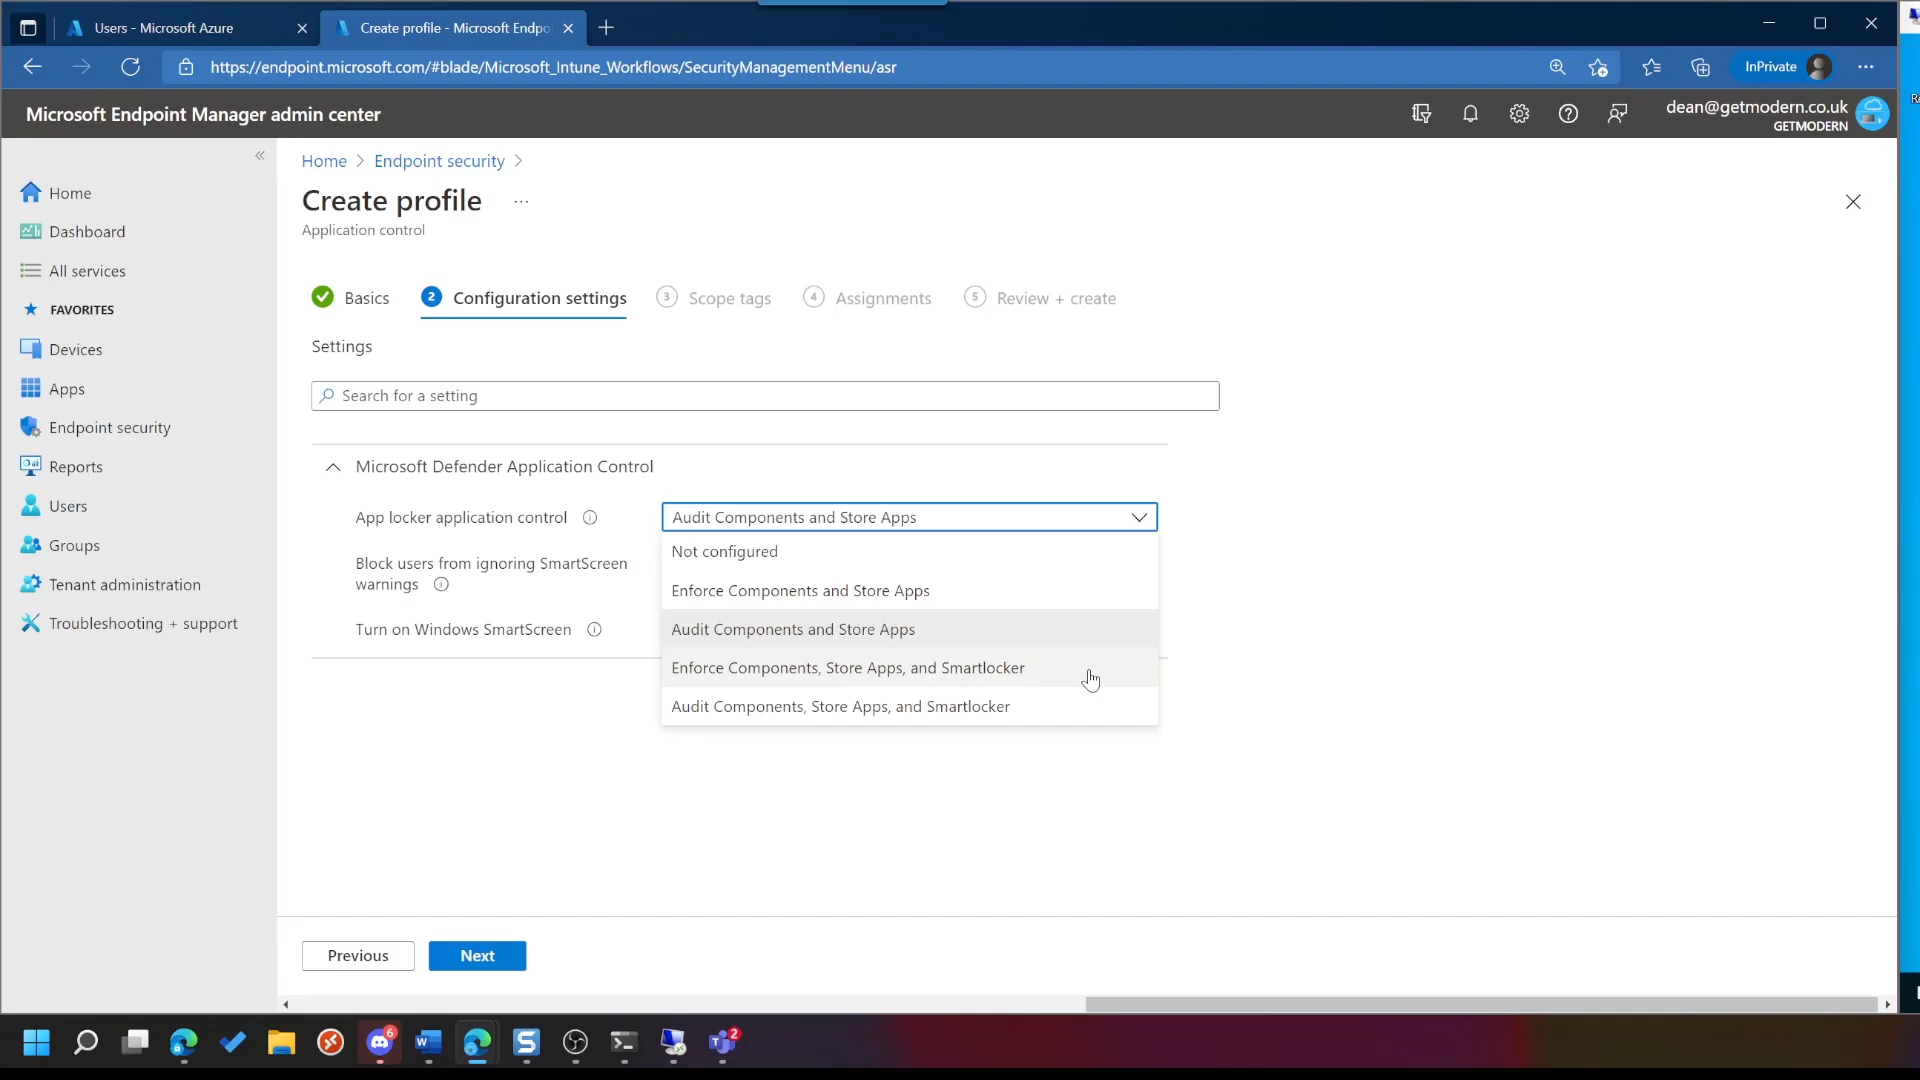 Users - Microsoft Azure
Create profile - Microsoft Endpo
https://endpoint.microsoft.com/#blade/Microsoft_Intune_Workflows/SecurityManagementMenu/asr
InPrivate
Microsoft Endpoint Manager admin center
dean@getmodern.co.uk
GETMODERN
Home
Dashboard
All services
FAVORITES
Devices
Apps
Endpoint security
Reports
Users
Groups
Tenant administration
Troubleshooting + support
Home > Endpoint security >
Create profile ...
Application control
Basics
2 Configuration settings
3 Scope tags
4 Assignments
5 Review + create
Settings
Search for a setting
Microsoft Defender Application Control
App locker application control
Audit Components and Store Apps
Block users from ignoring SmartScreen
warnings
Turn on Windows SmartScreen
Not configured
Enforce Components and Store Apps
Audit Components and Store Apps
Enforce Components, Store Apps, and Smartlocker
Audit Components, Store Apps, and Smartlocker
Previous
Next
6
2